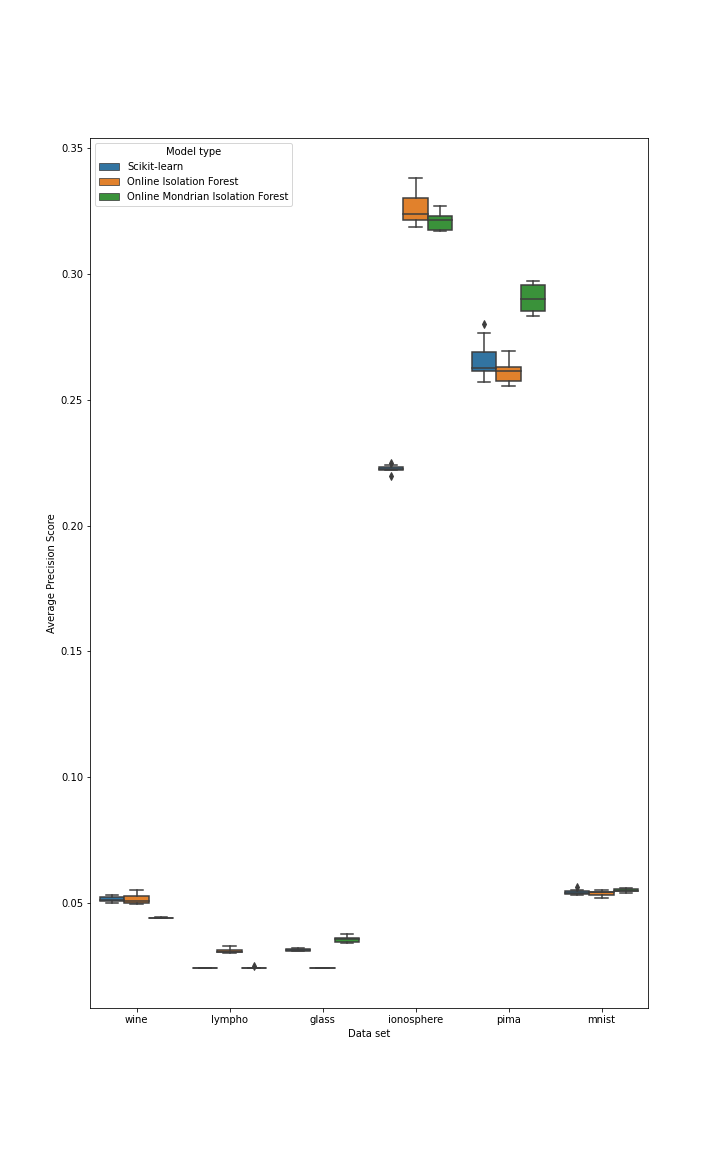 Model type
Scikit-learn
Online Isolation Forest
Online Mondrian Isolation Forest
0.35
0.30
0.25
0.20
0.15
0.10
0.05
Average Precision Score
wine lympho glass ionosphere pima mnist
Data set